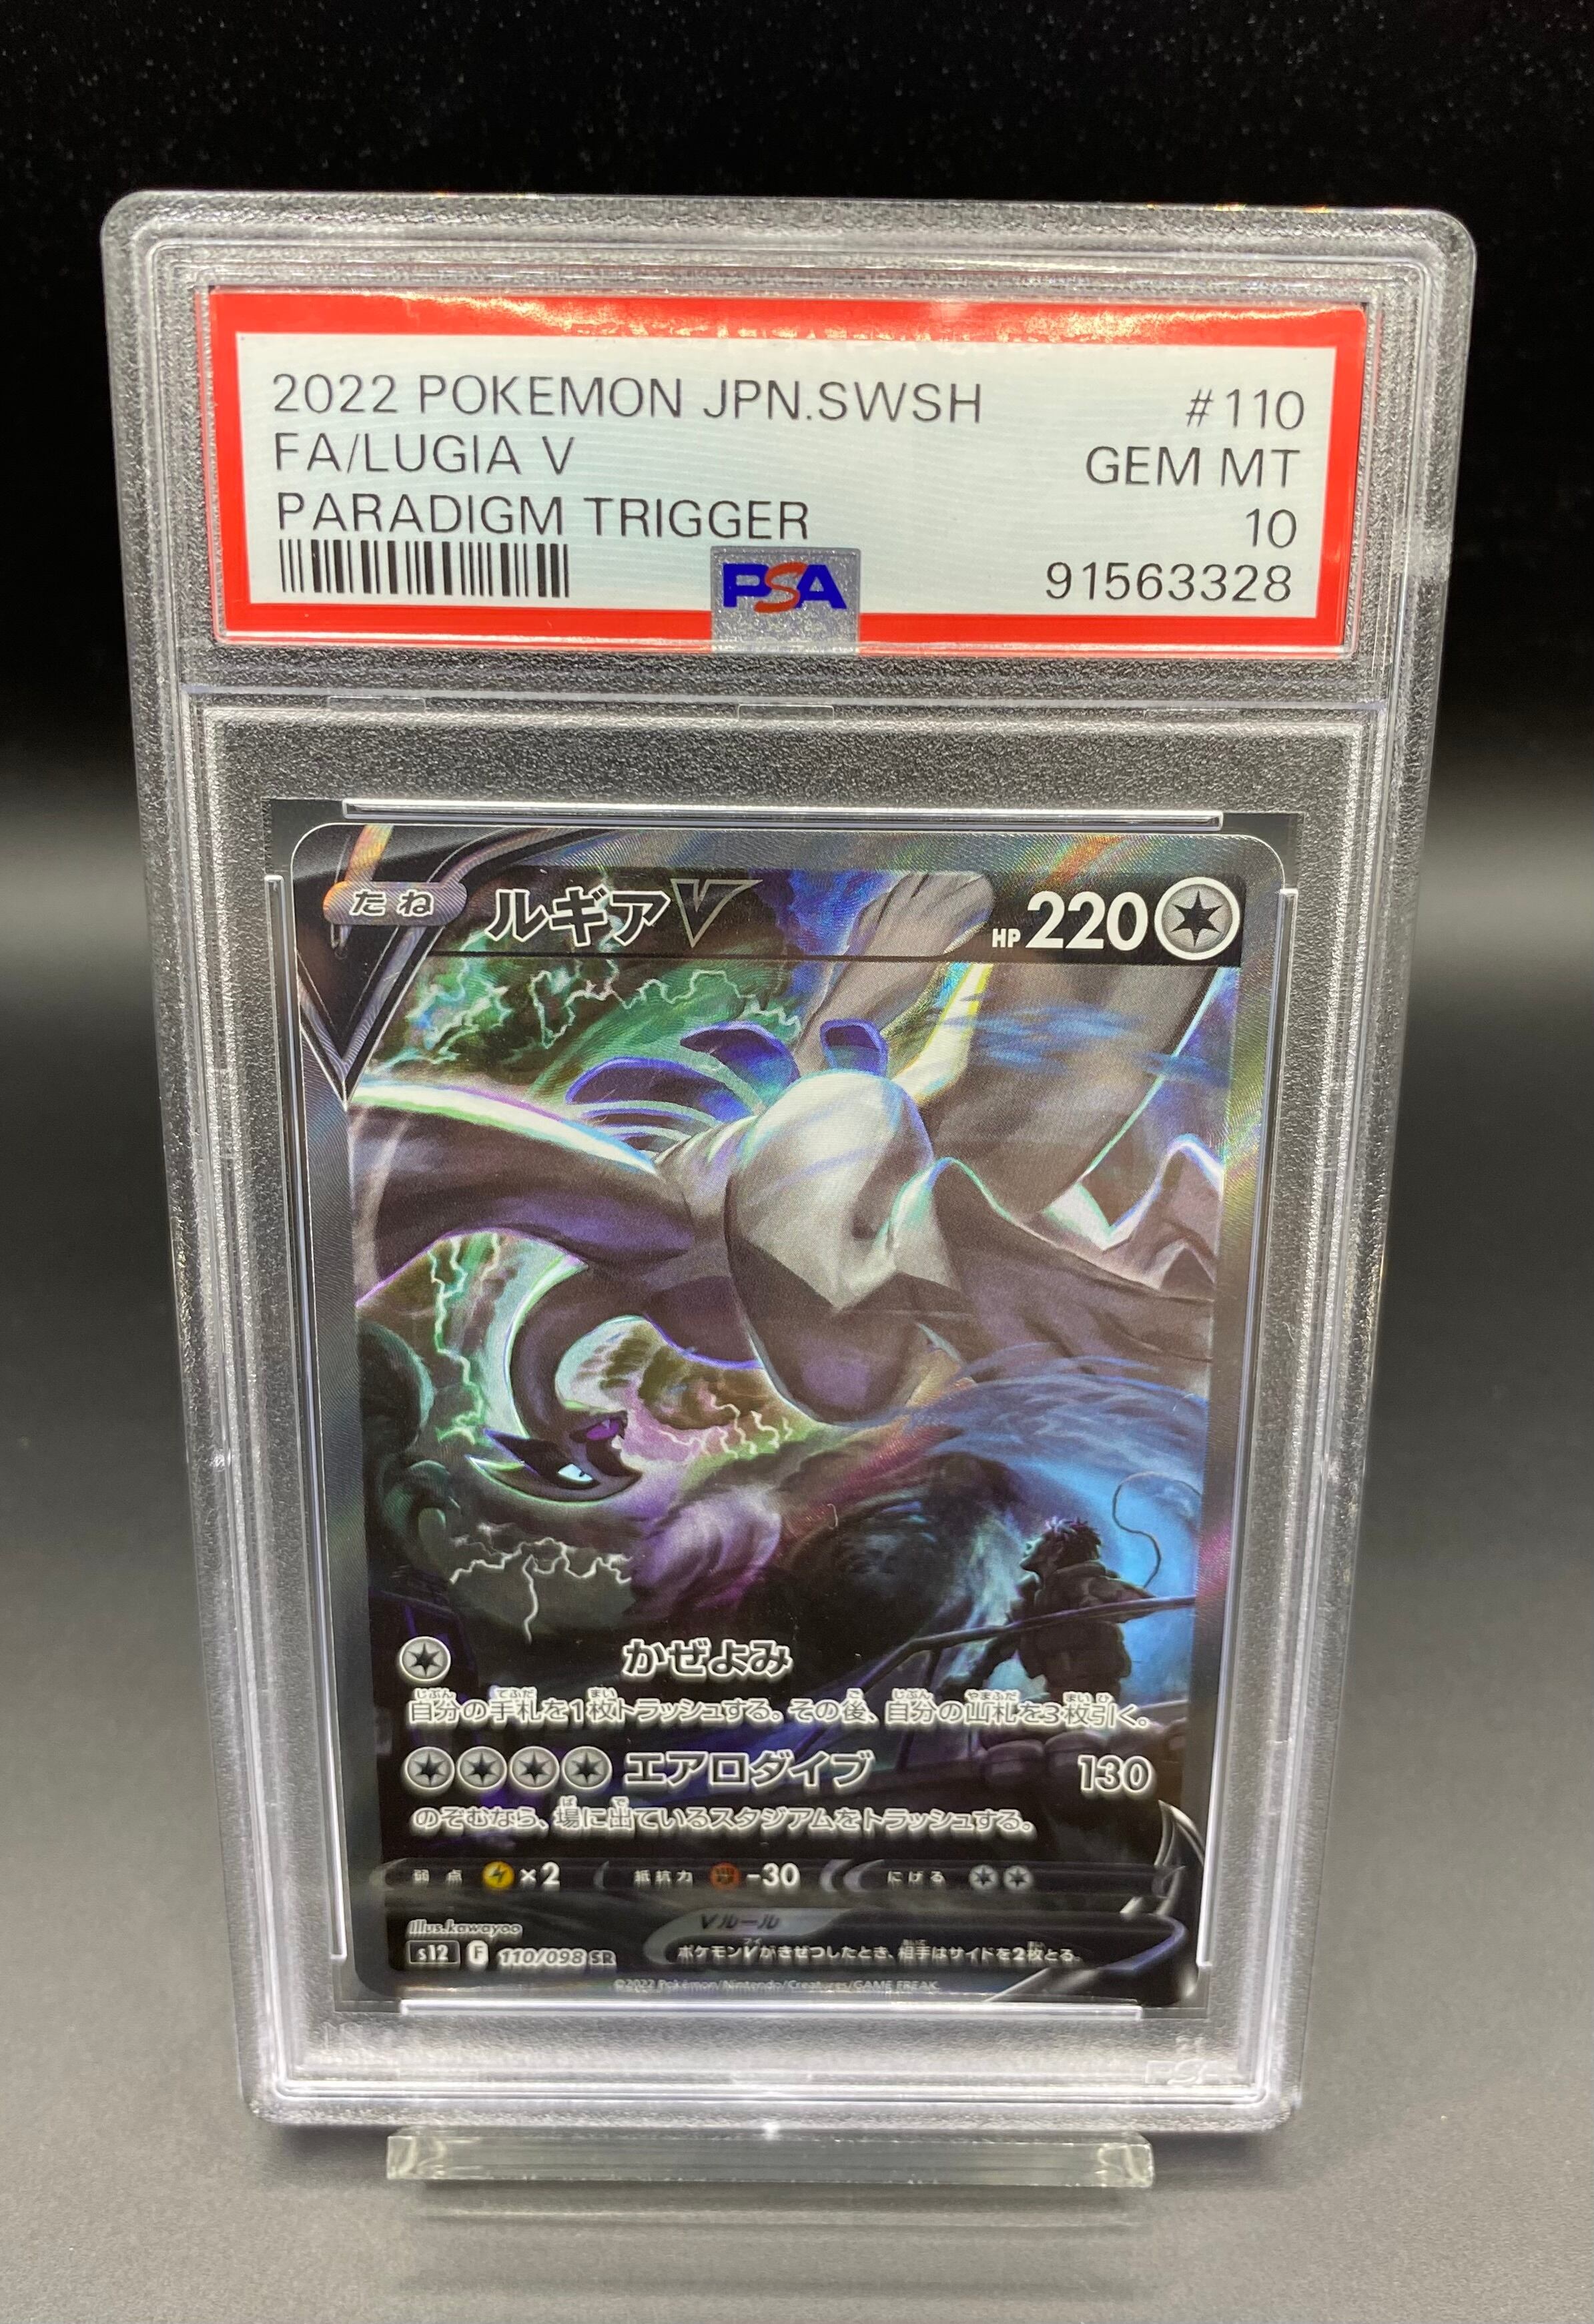 2022 POKEMON JPN.SWSH #110
FA/LUGIA V GEM MT
PARADIGM TRIGGER 10
PSA 91563328
たね ルギアV HP 220
かぜよみ
自分の手札を1枚トラッシュする。その後、自分の山札を3枚引く。
エアロダイブ 130
のぞむなら、場に出ているスタジアムをトラッシュする。
弱点 ×2 抵抗力 -30 にげる
Illus.kawayoo Vルール
s12 F 110/098 SR ポケモンVがきぜつしたとき、相手はサイドを2枚とる。
©2022 Pokémon/Nintendo/Creatures/GAME FREAK